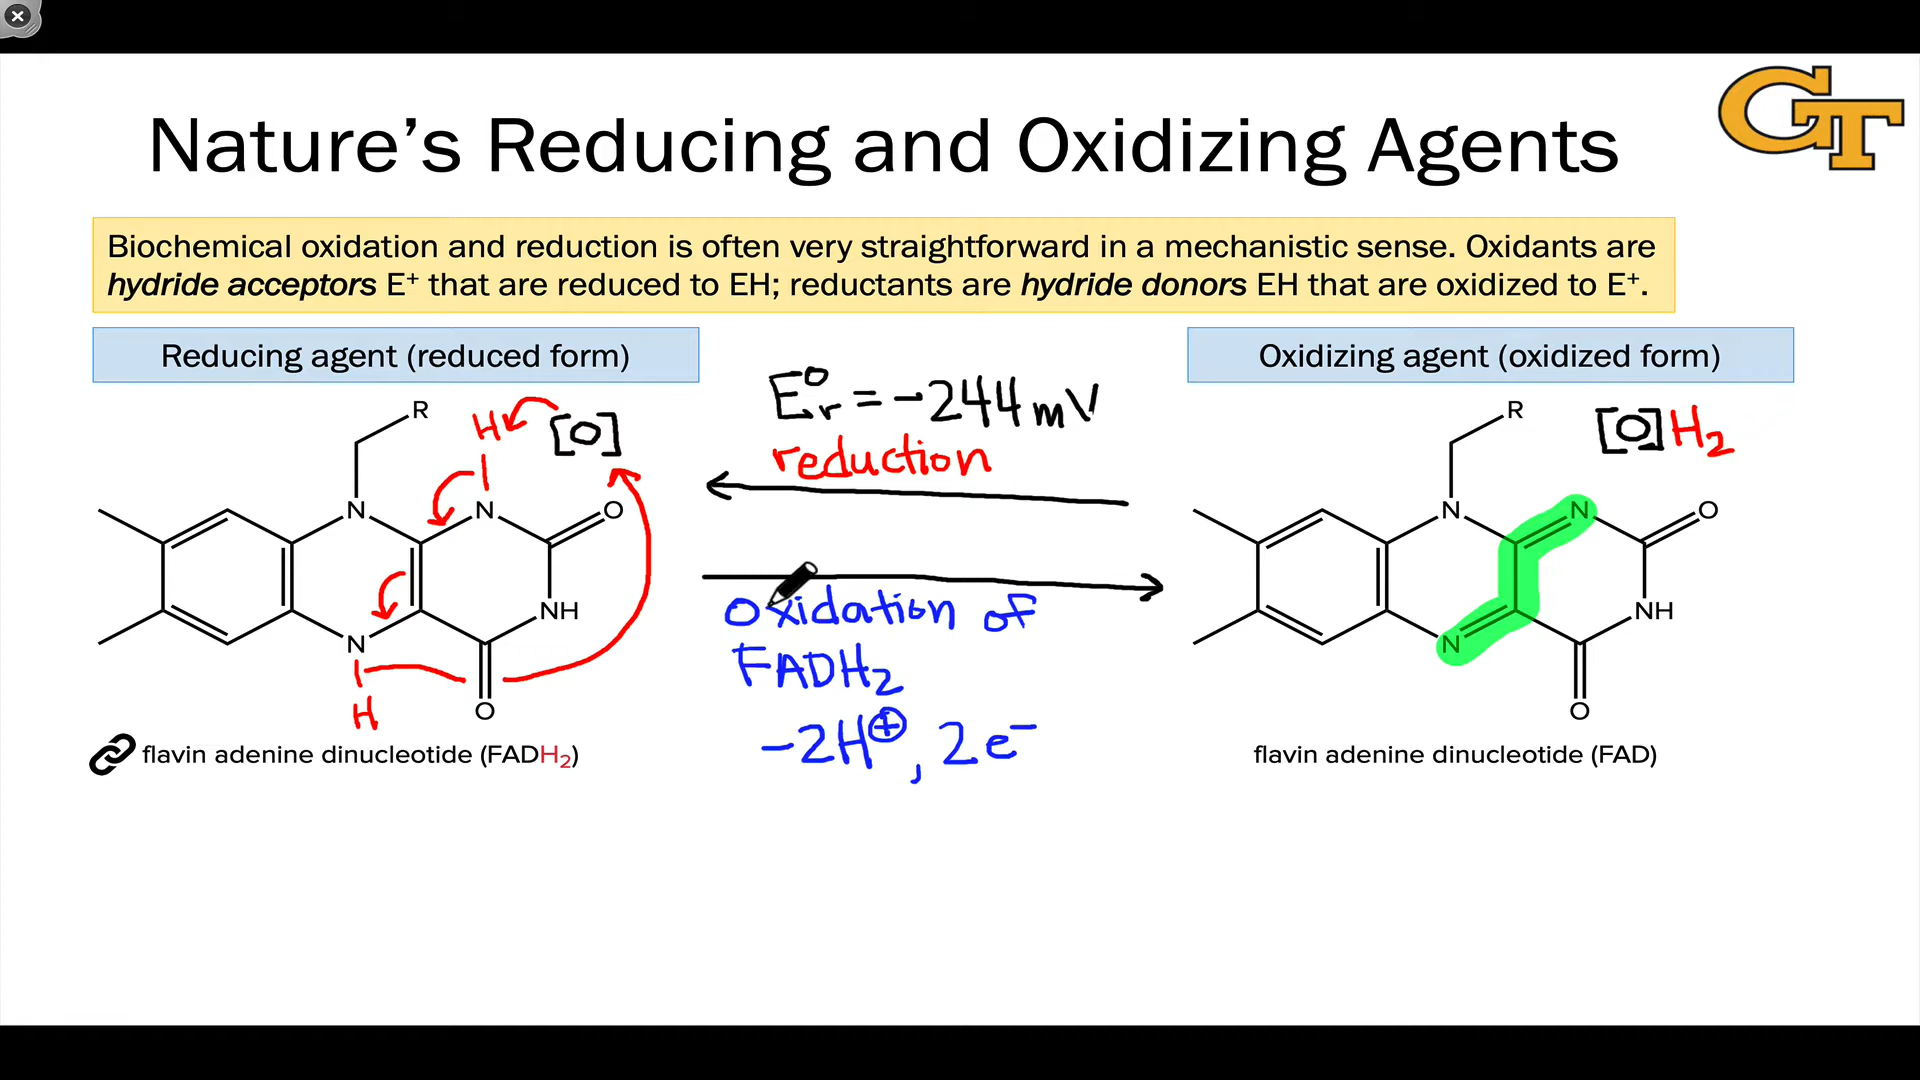 GT
Nature’s Reducing and Oxidizing Agents
Biochemical oxidation and reduction is often very straightforward in a mechanistic sense. Oxidants are
hydride acceptors E⁺ that are reduced to EH; reductants are hydride donors EH that are oxidized to E⁺.
Reducing agent (reduced form)
R
H
[O]
N
N
O
NH
N
H
O
flavin adenine dinucleotide (FADH₂)
E°r = -244 mV
reduction
Oxidation of
FADH₂
-2H⊕, 2e⁻
Oxidizing agent (oxidized form)
R
[O]H₂
N
N
O
NH
N
O
flavin adenine dinucleotide (FAD)